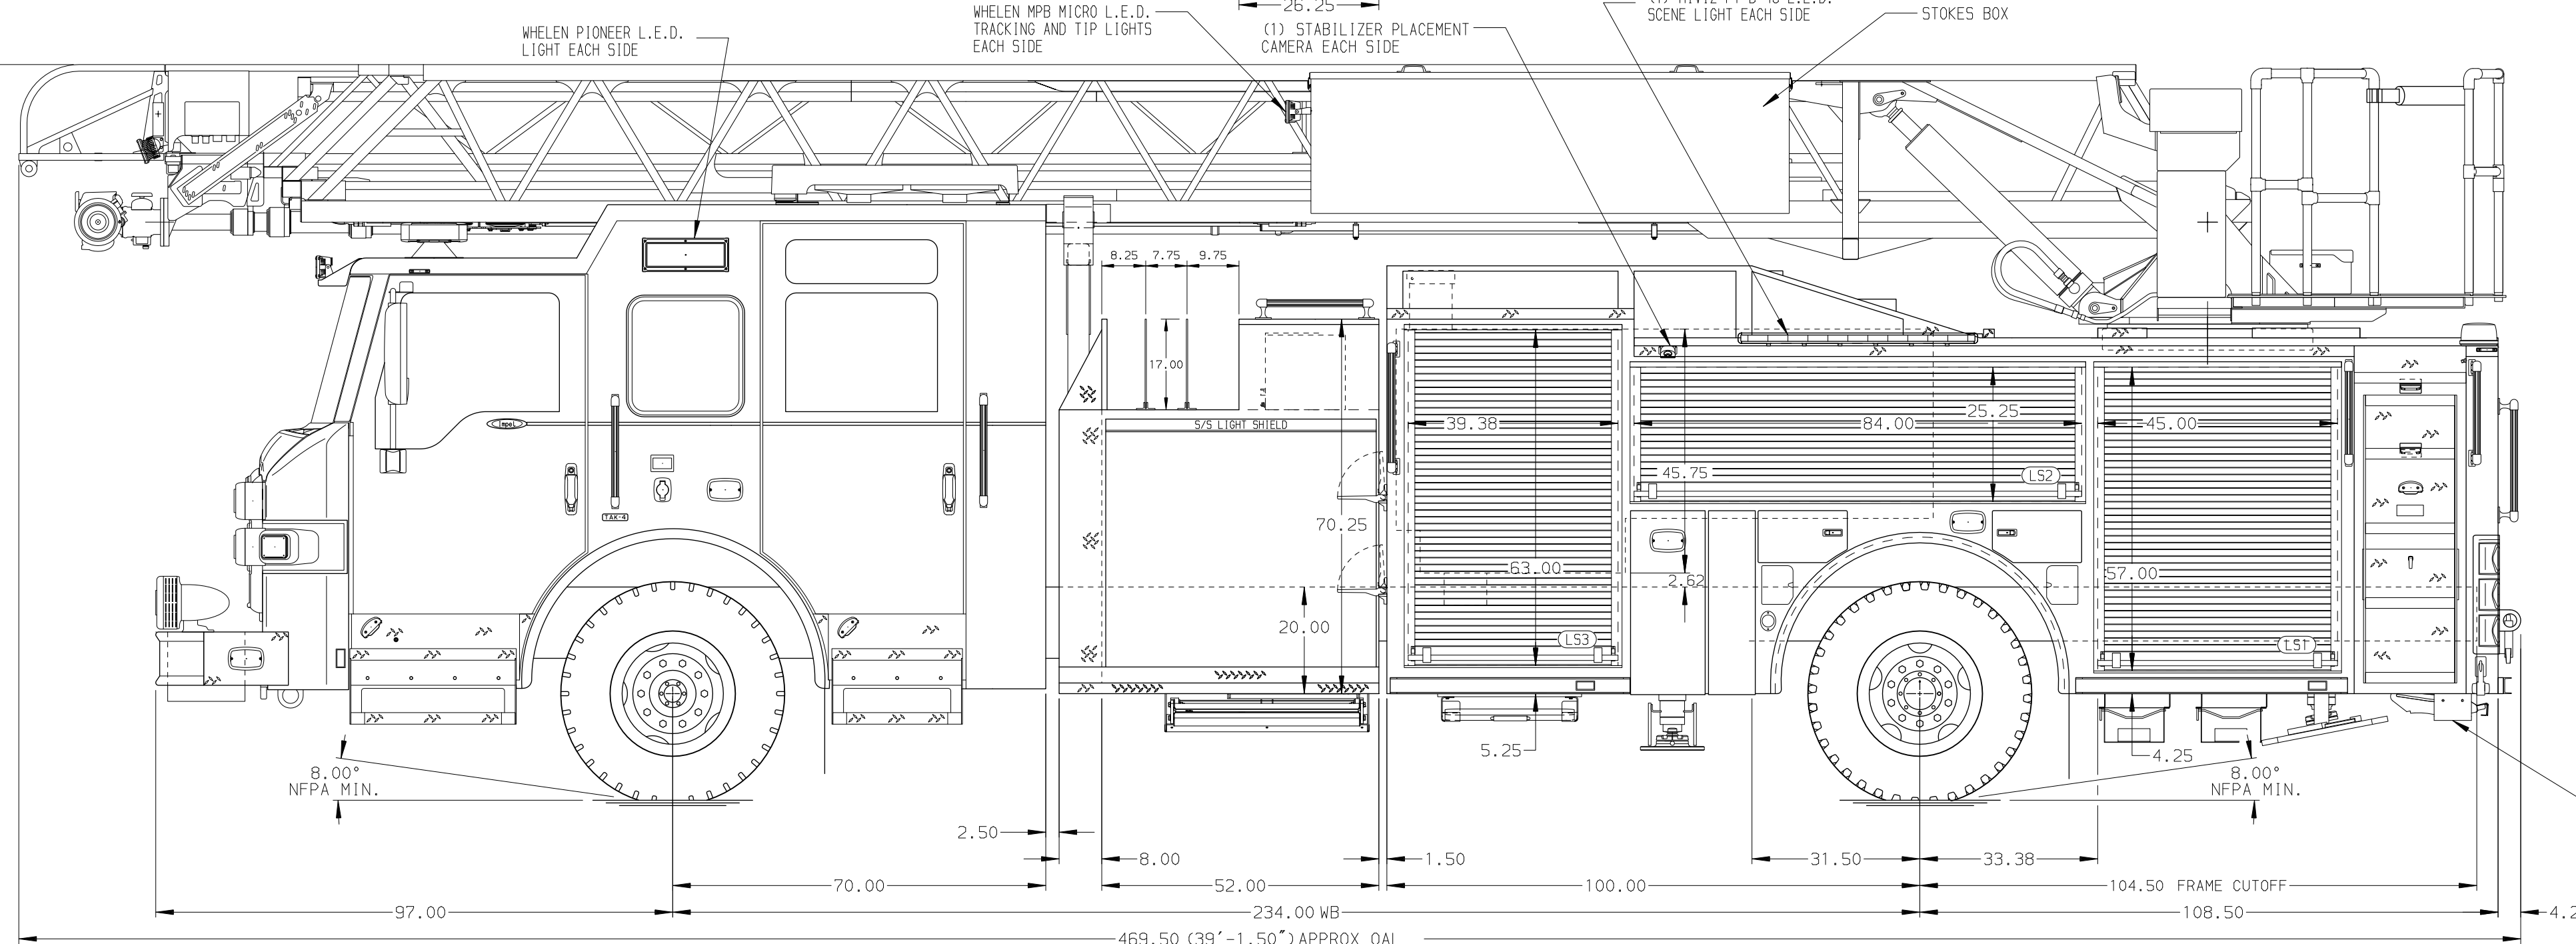 26.25
WHELEN MPB MICRO L.E.D.
TRACKING AND TIP LIGHTS
EACH SIDE
SCENE LIGHT EACH SIDE
STOKES BOX
WHELEN PIONEER L.E.D.
LIGHT EACH SIDE
(1) STABILIZER PLACEMENT
CAMERA EACH SIDE
8.25
7.75
9.75
17.00
Impel
S/S LIGHT SHIELD
39.38
84.00
25.25
45.00
45.75
LS2
TAK-4
70.25
63.00
2.62
57.00
20.00
LS3
LS1
5.25
4.25
8.00°
NFPA MIN.
8.00°
NFPA MIN.
2.50
8.00
1.50
31.50
33.38
70.00
52.00
100.00
104.50 FRAME CUTOFF
97.00
234.00 WB
108.50
469.50 (39'-1.50") APPROX OAL